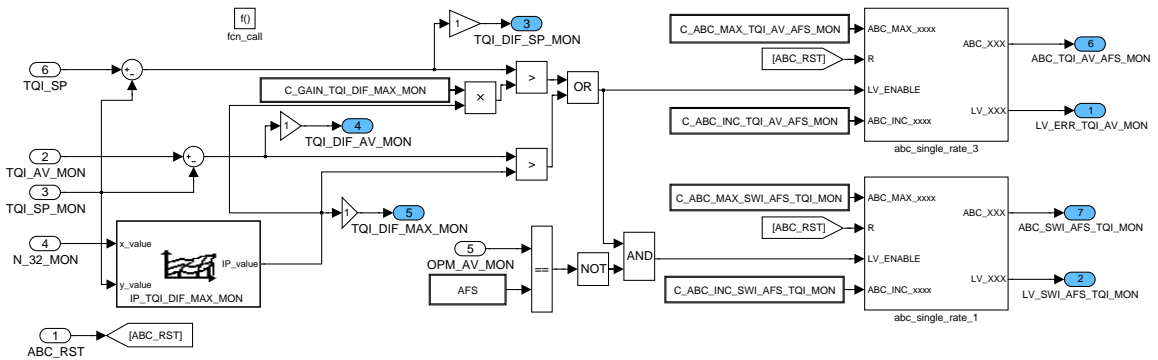 f()
fcn_call
1
3
TQI_DIF_SP_MON
6
TQI_SP
+
-
C_GAIN_TQI_DIF_MAX_MON
×
>
OR
1
4
TQI_DIF_AV_MON
2
TQI_AV_MON
+
-
>
3
TQI_SP_MON
4
N_32_MON
x_value
y_value
IP_value
IP_TQI_DIF_MAX_MON
1
5
TQI_DIF_MAX_MON
5
OPM_AV_MON
AFS
==
NOT
AND
1
ABC_RST
[ABC_RST]
C_ABC_MAX_TQI_AV_AFS_MON
[ABC_RST]
C_ABC_INC_TQI_AV_AFS_MON
ABC_MAX_xxxx
R
LV_ENABLE
ABC_INC_xxxx
ABC_XXX
LV_XXX
abc_single_rate_3
6
ABC_TQI_AV_AFS_MON
1
LV_ERR_TQI_AV_MON
C_ABC_MAX_SWI_AFS_TQI_MON
[ABC_RST]
C_ABC_INC_SWI_AFS_TQI_MON
ABC_MAX_xxxx
R
LV_ENABLE
ABC_INC_xxxx
ABC_XXX
LV_XXX
abc_single_rate_1
7
ABC_SWI_AFS_TQI_MON
2
LV_SWI_AFS_TQI_MON